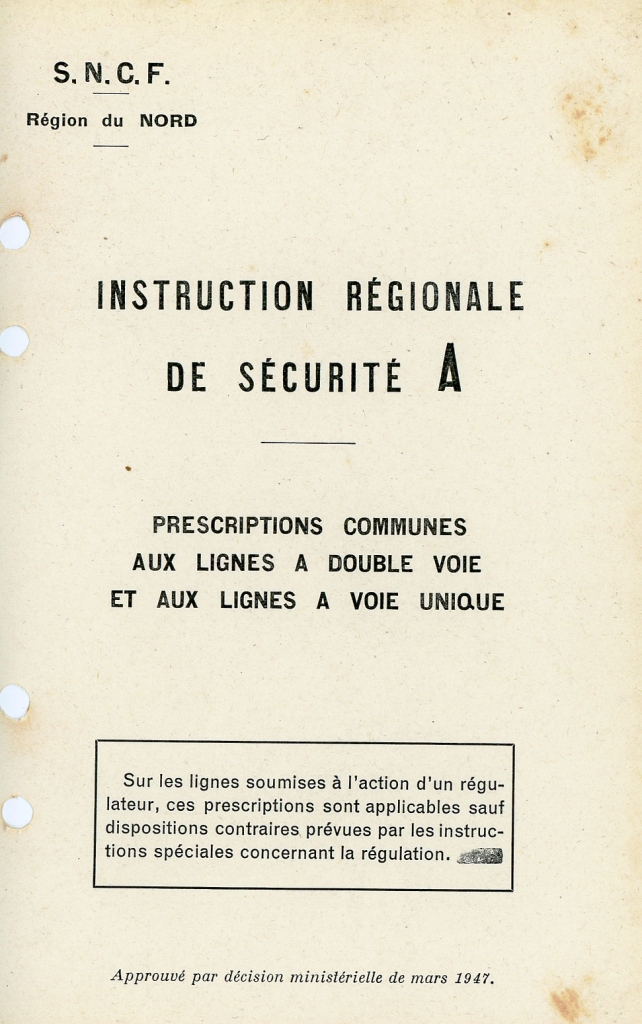 S. N. C. F.
Région du NORD
INSTRUCTION RÉGIONALE
DE SÉCURITÉ A
PRESCRIPTIONS COMMUNES
AUX LIGNES A DOUBLE VOIE
ET AUX LIGNES A VOIE UNIQUE
Sur les lignes soumises à l'action d'un régu-
lateur, ces prescriptions sont applicables sauf
dispositions contraires prévues par les instruc-
tions spéciales concernant la régulation.
Approuvé par décision ministérielle de mars 1947.